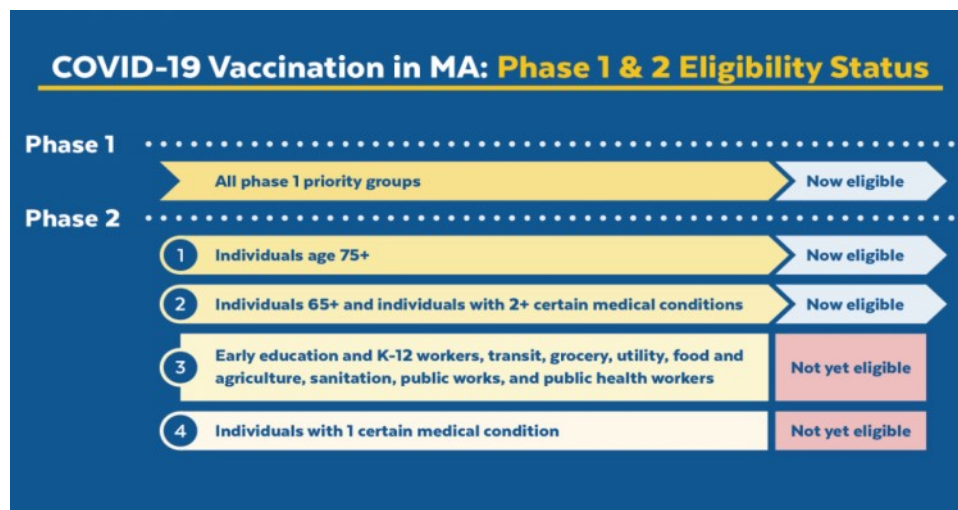 COVID-19 Vaccination in MA: Phase 1 & 2 Eligibility Status
Phase 1
All phase 1 priority groups
Now eligible
Phase 2
1
Individuals age 75+
Now eligible
2
Individuals 65+ and individuals with 2+ certain medical conditions
Now eligible
3
Early education and K-12 workers, transit, grocery, utility, food and
agriculture, sanitation, public works, and public health workers
Not yet eligible
4
Individuals with 1 certain medical condition
Not yet eligible